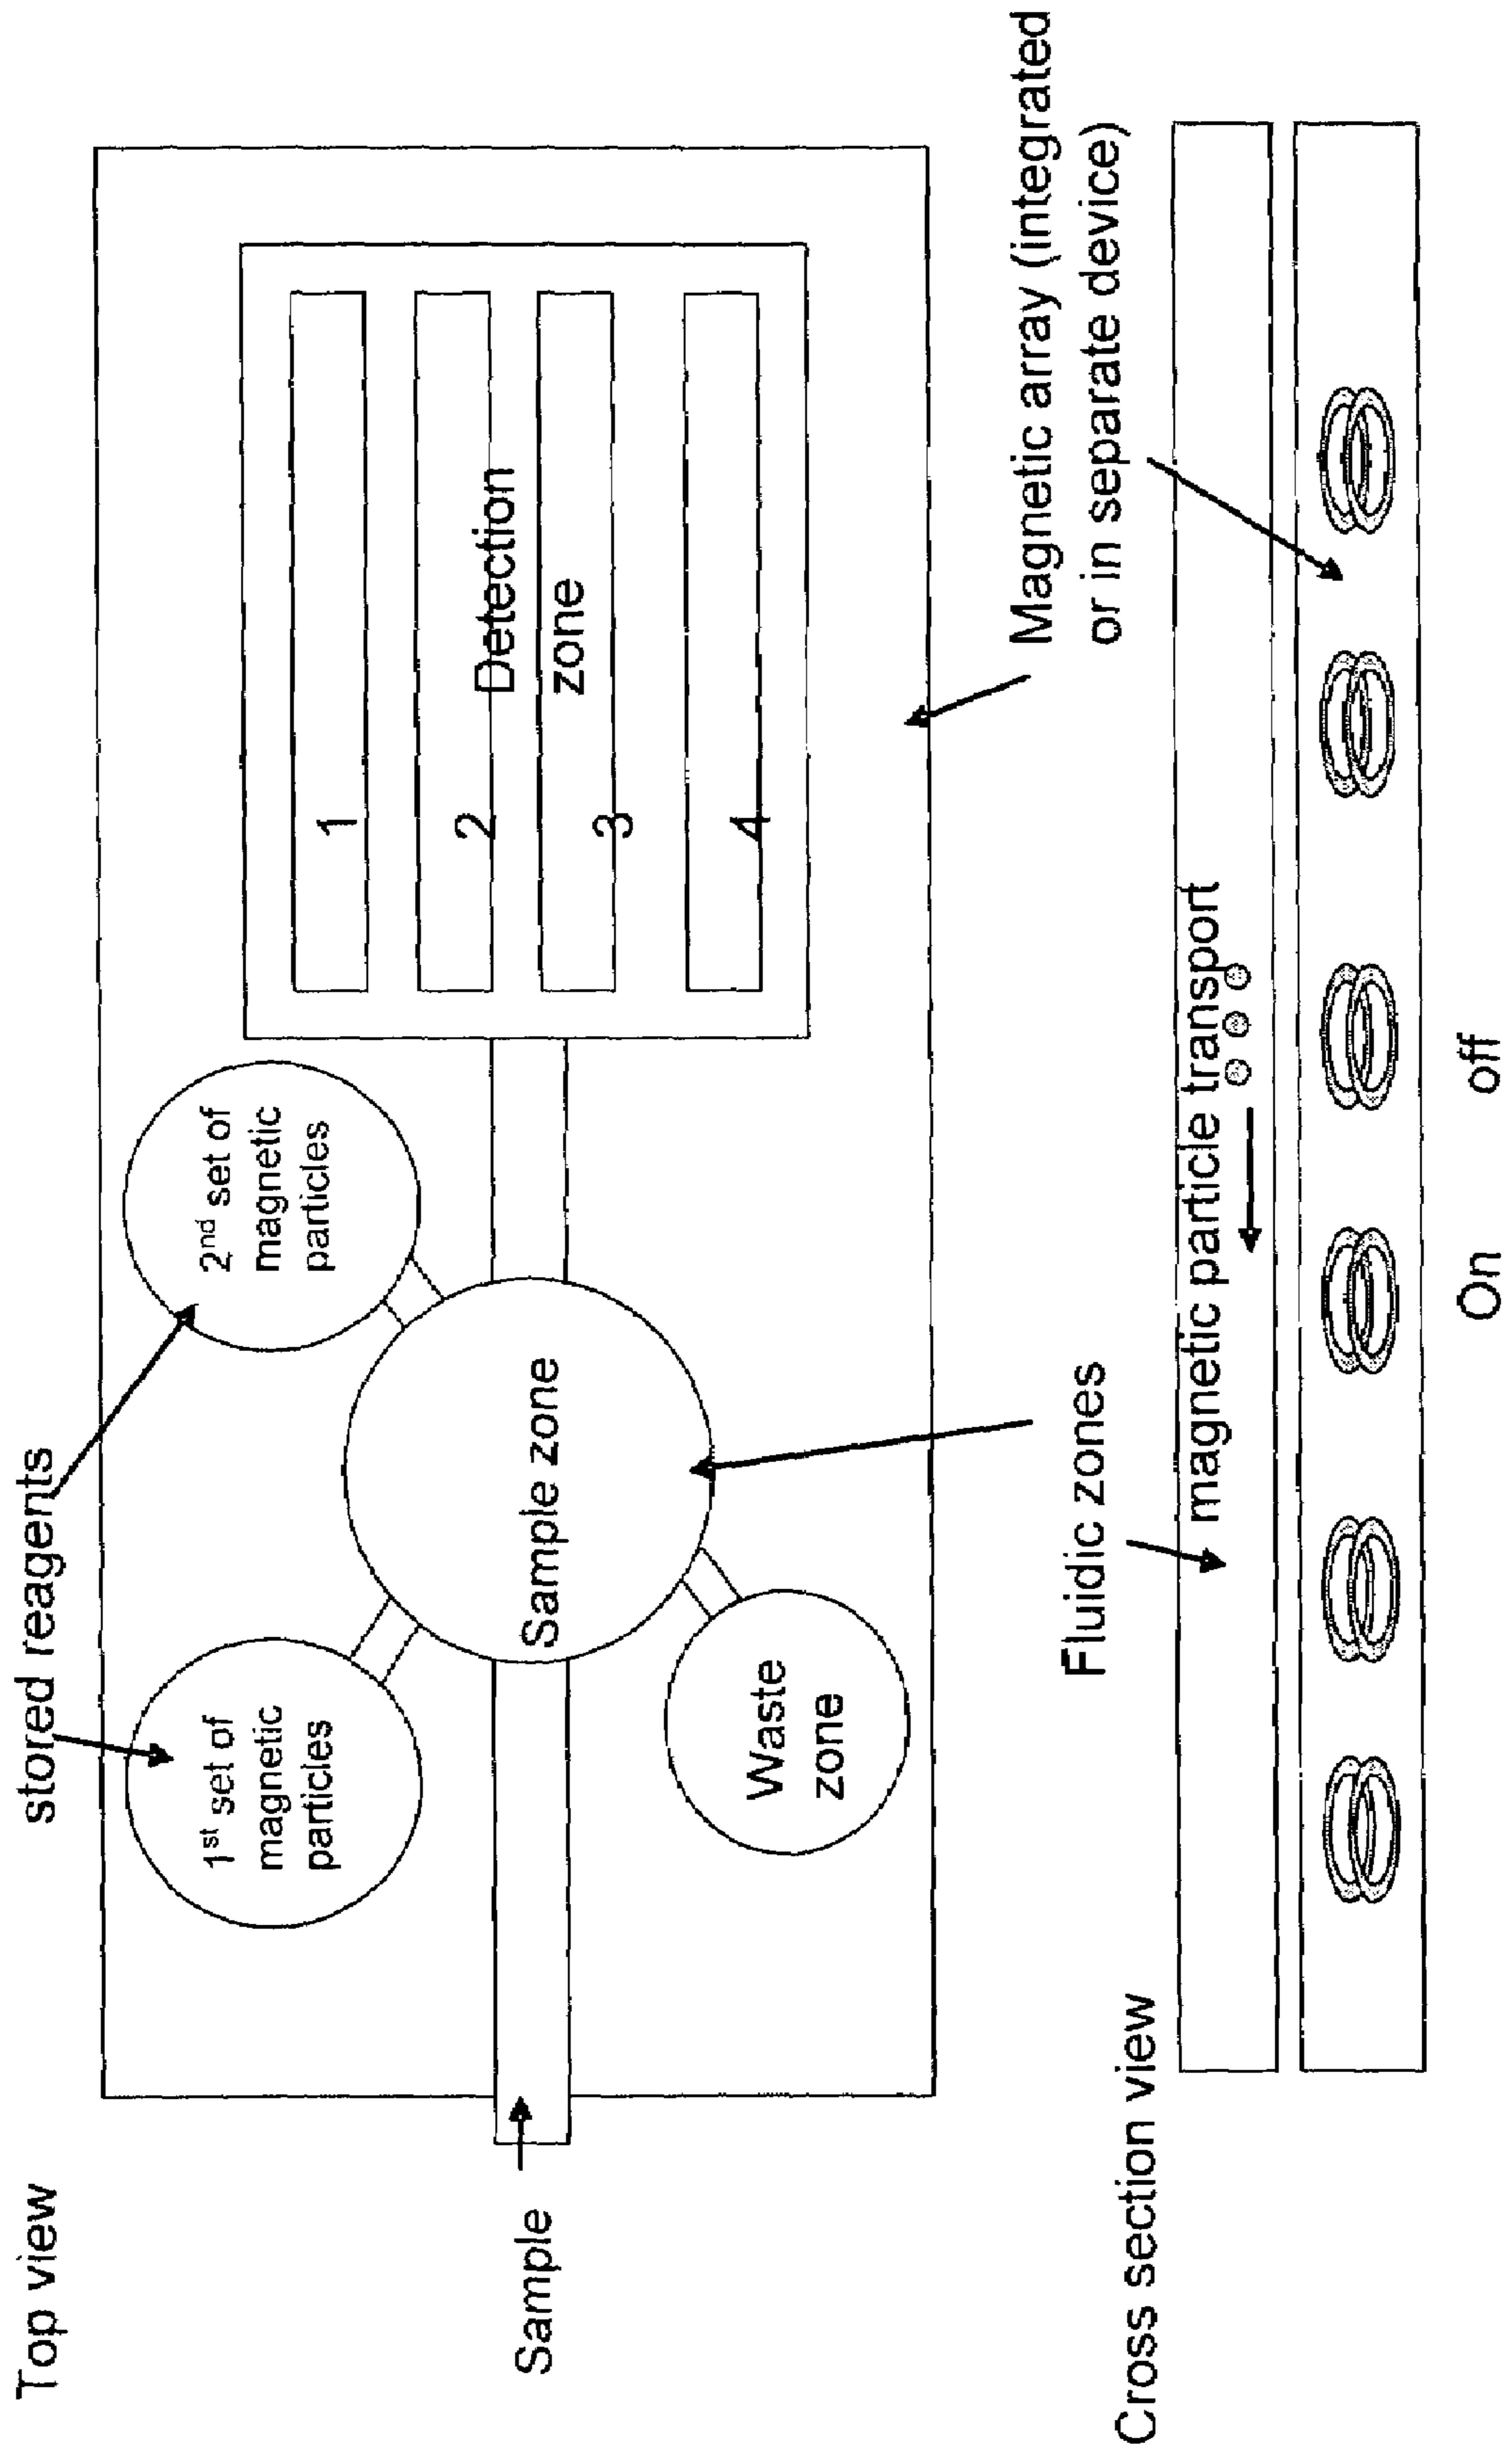 Top view
stored reagents
1st set of
magnetic
particles
2nd set of
magnetic
particles
Sample
Sample zone
Waste
zone
1
2
Detection
zone
3
4
Fluidic zones
Magnetic array (integrated
or in separate device)
Cross section view
magnetic particle transport
On
off